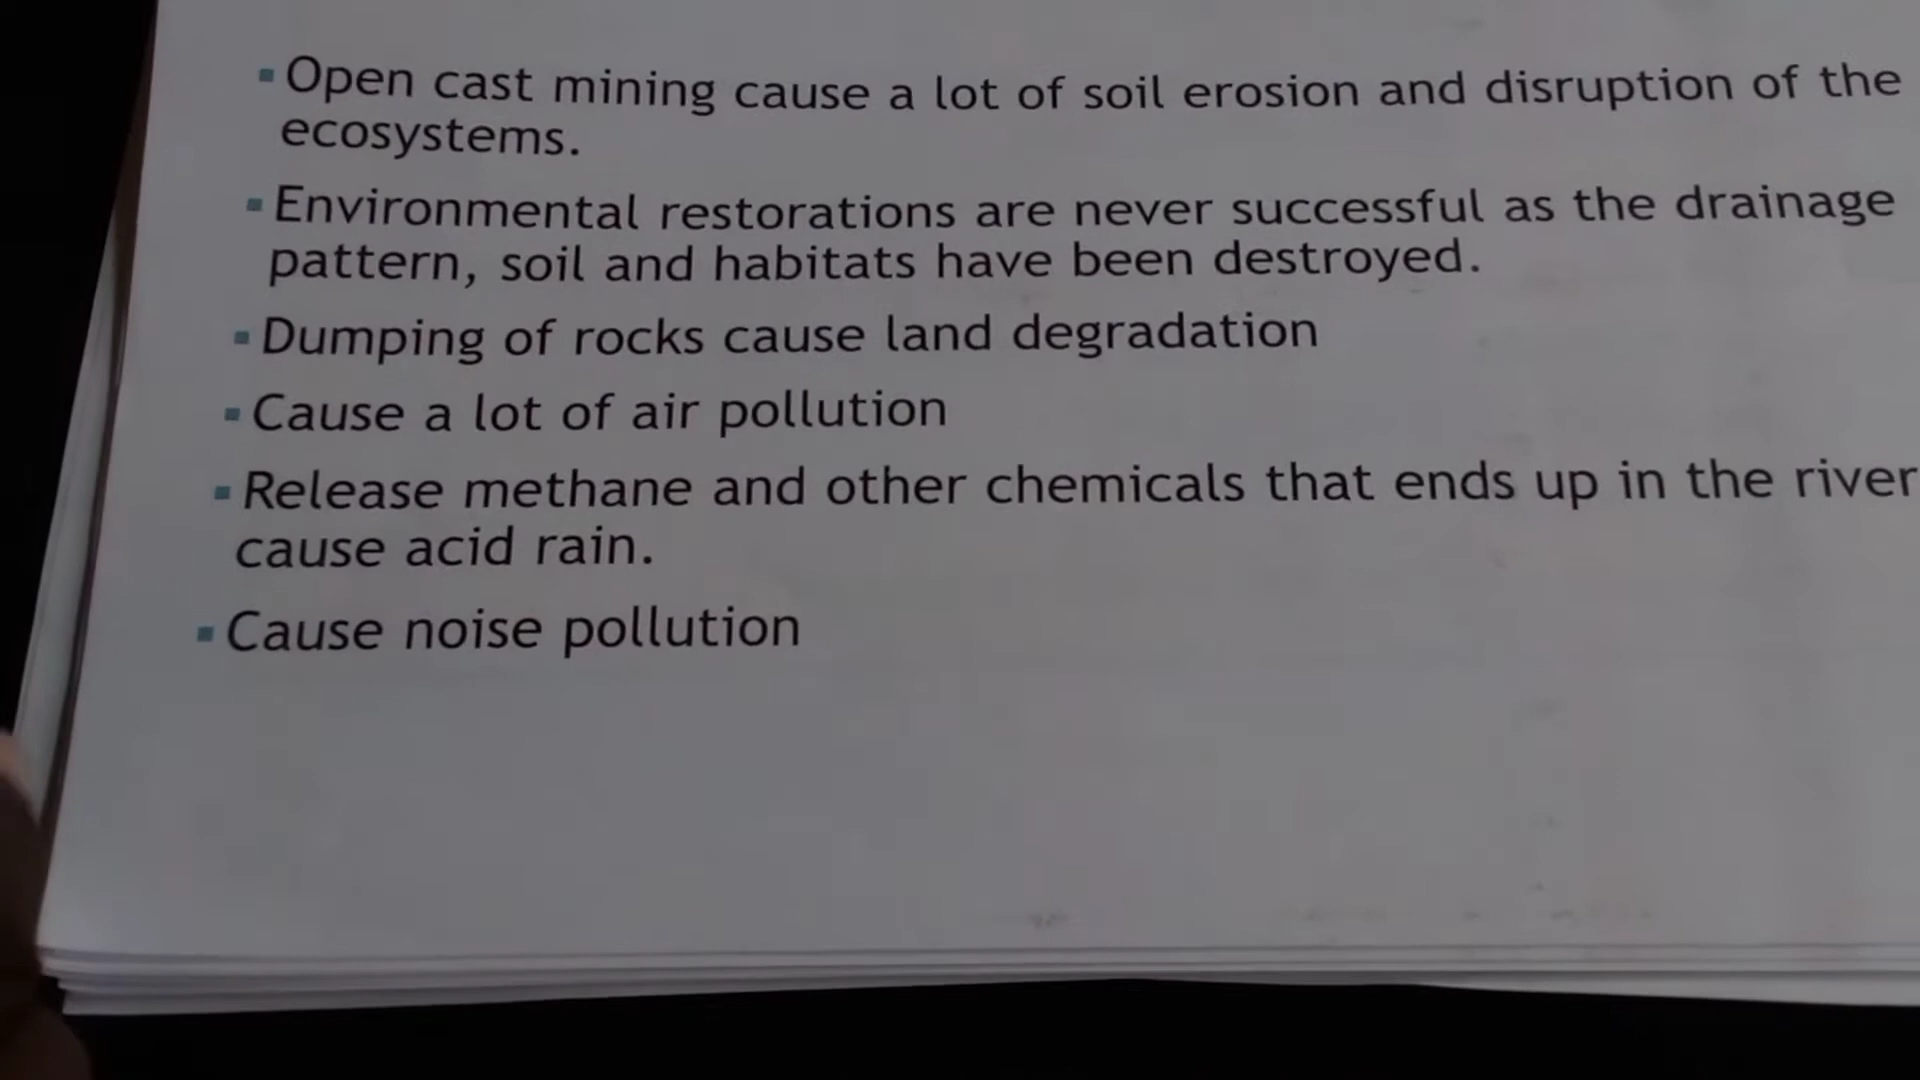 ▪Open cast mining cause a lot of soil erosion and disruption of the
ecosystems.
▪Environmental restorations are never successful as the drainage
pattern, soil and habitats have been destroyed.
▪Dumping of rocks cause land degradation
▪Cause a lot of air pollution
▪Release methane and other chemicals that ends up in the river
cause acid rain.
▪Cause noise pollution